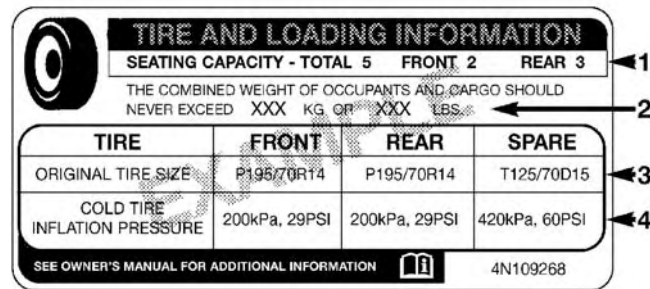 TIRE AND LOADING INFORMATION
SEATING CAPACITY - TOTAL 5 FRONT 2 REAR 3
1
THE COMBINED WEIGHT OF OCCUPANTS AND CARGO SHOULD
NEVER EXCEED XXX KG OR XXX LBS.
2
TIRE FRONT REAR SPARE
ORIGINAL TIRE SIZE P195/70R14 P195/70R14 T125/70D15
3
COLD TIRE
INFLATION PRESSURE 200kPa, 29PSI 200kPa, 29PSI 420kPa, 60PSI
4
SEE OWNER'S MANUAL FOR ADDITIONAL INFORMATION i 4N109268
EXAMPLE